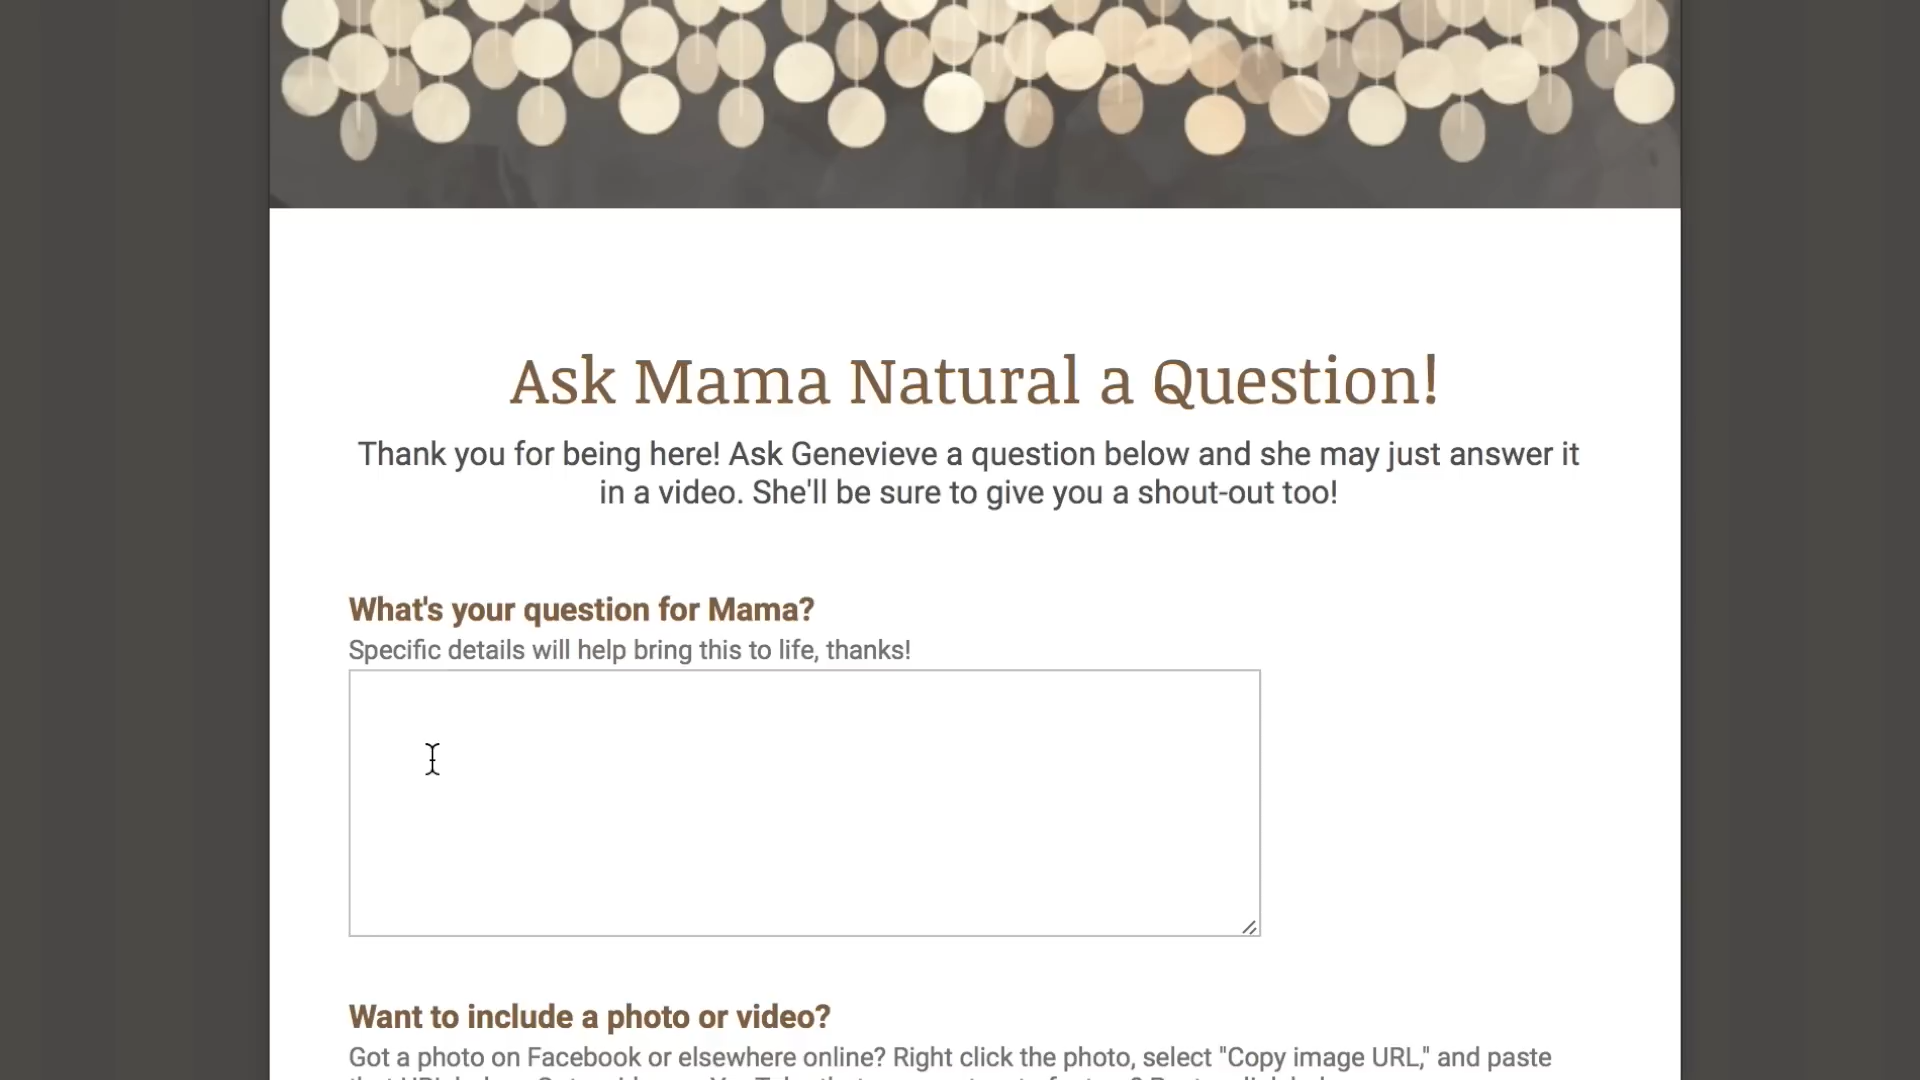 Ask Mama Natural a Question!
Thank you for being here! Ask Genevieve a question below and she may just answer it
in a video. She'll be sure to give you a shout-out too!
What's your question for Mama?
Specific details will help bring this to life, thanks!
Want to include a photo or video?
Got a photo on Facebook or elsewhere online? Right click the photo, select "Copy image URL," and paste